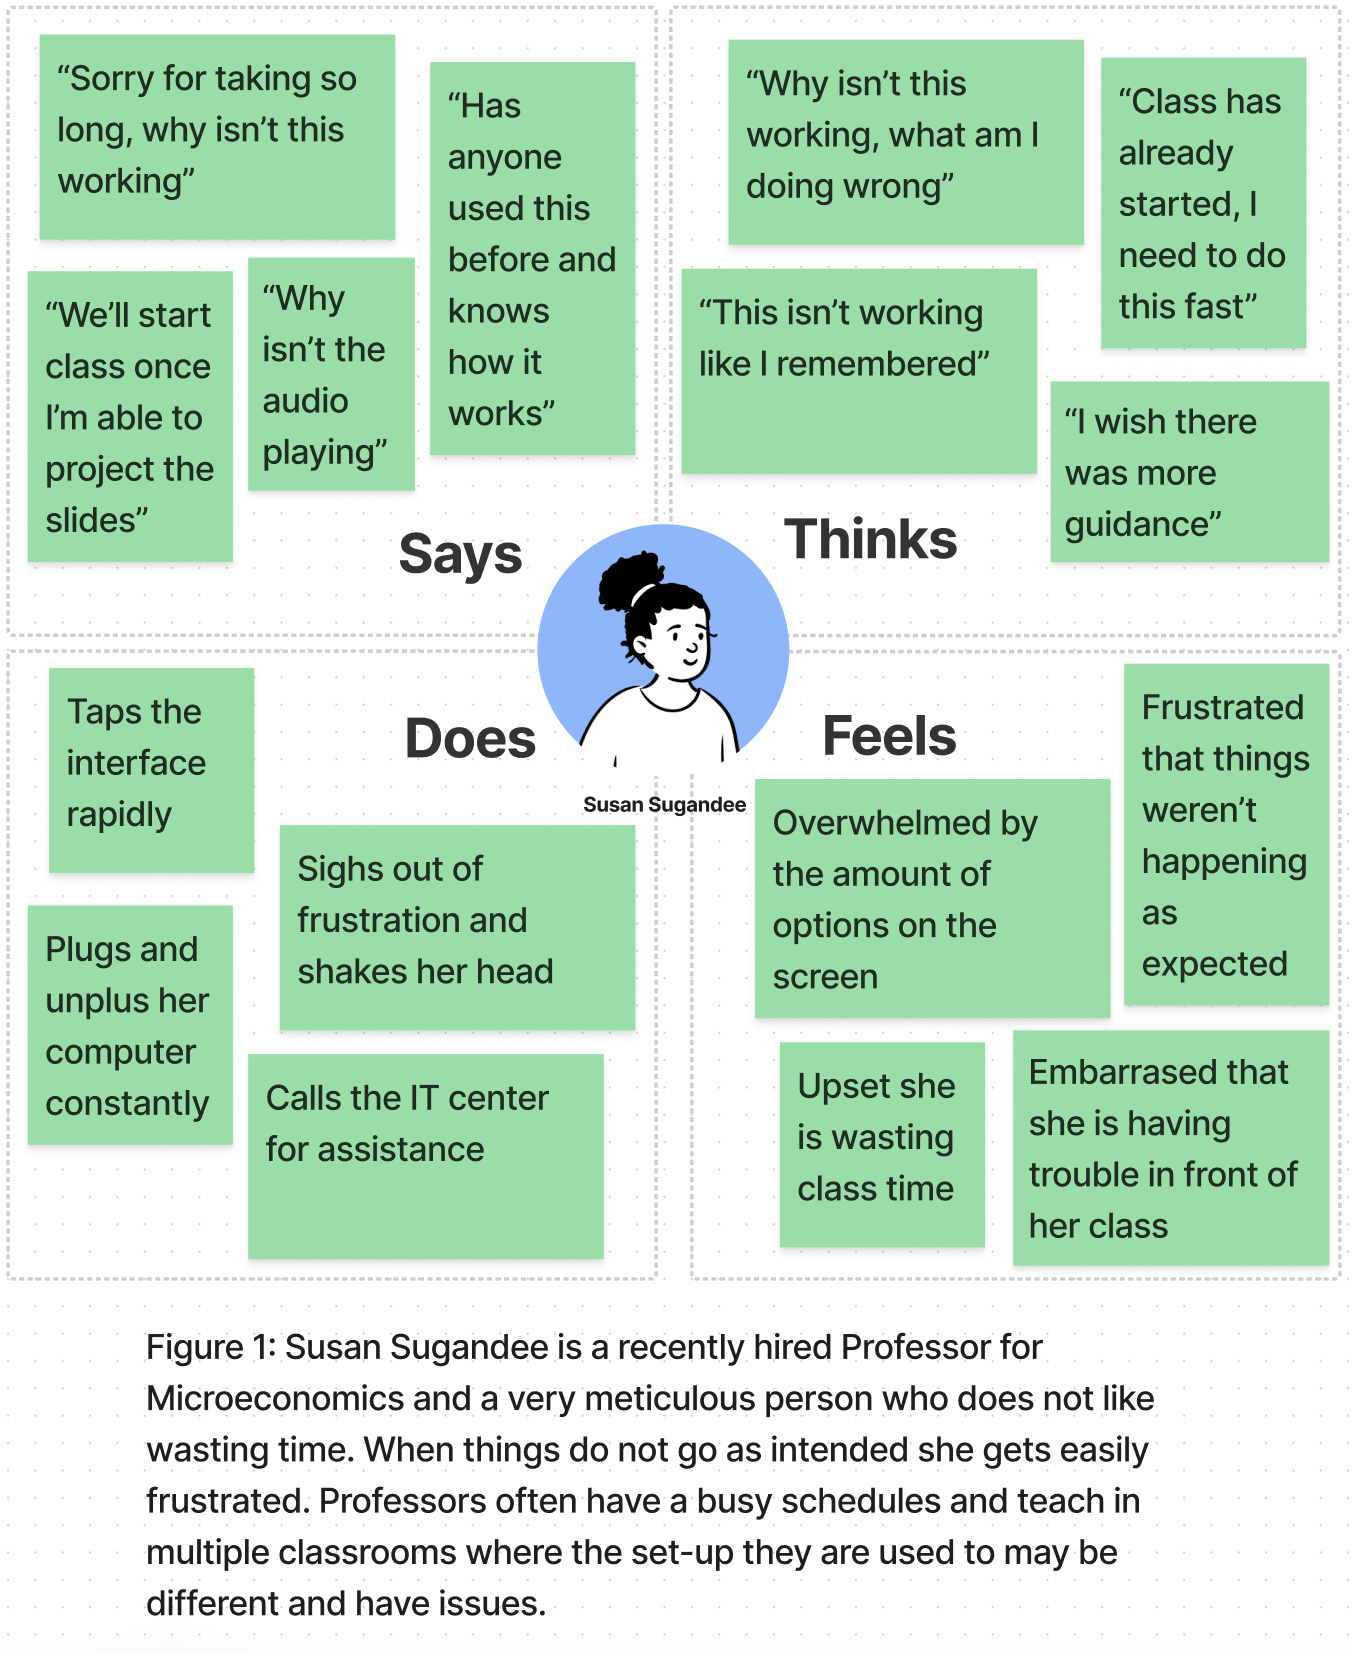 “Sorry for taking so
long, why isn’t this
working”
“Has
anyone
used this
before and
knows
how it
works”
“We’ll start
class once
I’m able to
project the
slides”
“Why
isn’t the
audio
playing”
Says
“Why isn’t this
working, what am I
doing wrong”
“Class has
already
started, I
need to do
this fast”
“This isn’t working
like I remembered”
“I wish there
was more
guidance”
Thinks
Does
Taps the
interface
rapidly
Sighs out of
frustration and
shakes her head
Plugs and
unplus her
computer
constantly
Calls the IT center
for assistance
Susan Sugandee
Feels
Frustrated
that things
weren’t
happening
as
expected
Overwhelmed by
the amount of
options on the
screen
Upset she
is wasting
class time
Embarrased that
she is having
trouble in front of
her class
Figure 1: Susan Sugandee is a recently hired Professor for
Microeconomics and a very meticulous person who does not like
wasting time. When things do not go as intended she gets easily
frustrated. Professors often have a busy schedules and teach in
multiple classrooms where the set-up they are used to may be
different and have issues.